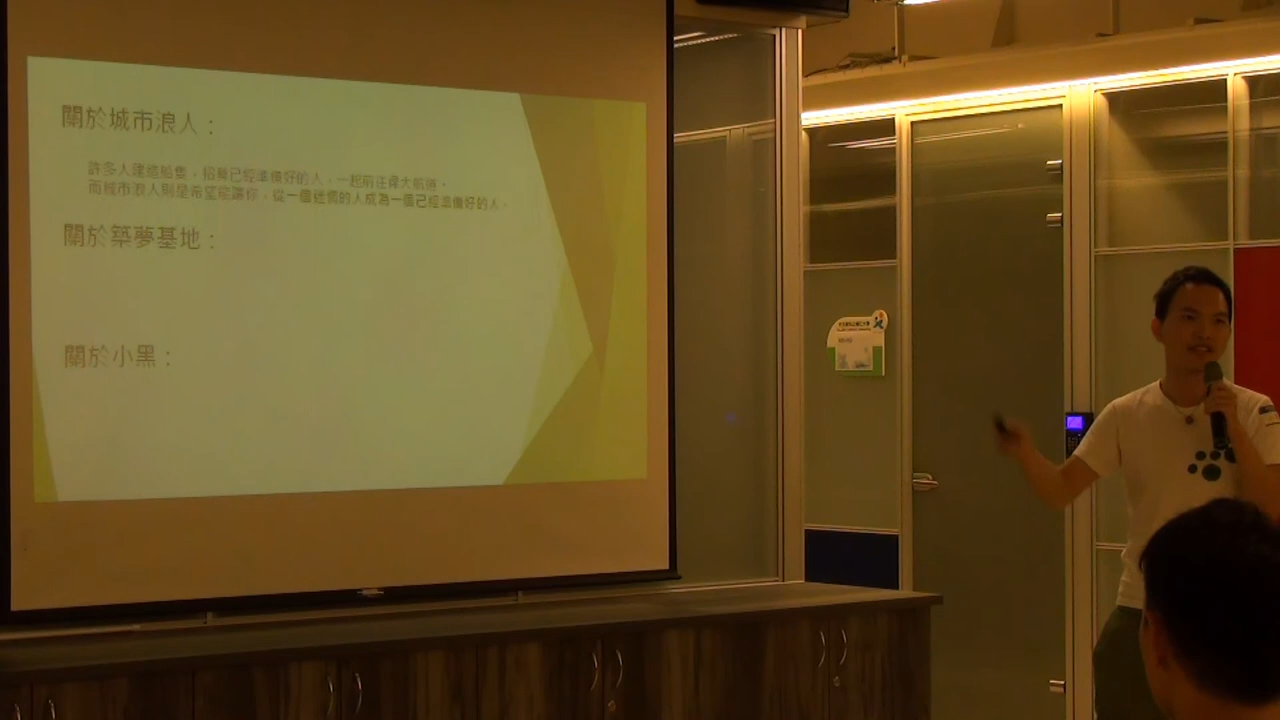 關於城市浪人：
許多人建造船隻，招募已經準備好的人，一起前往偉大航道。
而城市浪人則是希望能讓你，從一個迷惘的人成為一個已經準備好的人。
關於築夢基地：
關於小黑：